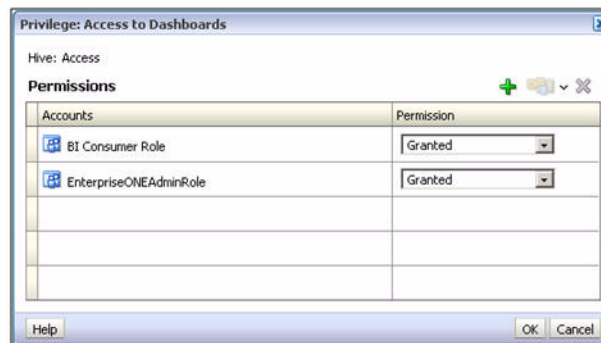 Privilege: Access to Dashboards
Hive: Access
Permissions
Accounts Permission
BI Consumer Role Granted
EnterpriseONEAdminRole Granted
Help OK Cancel